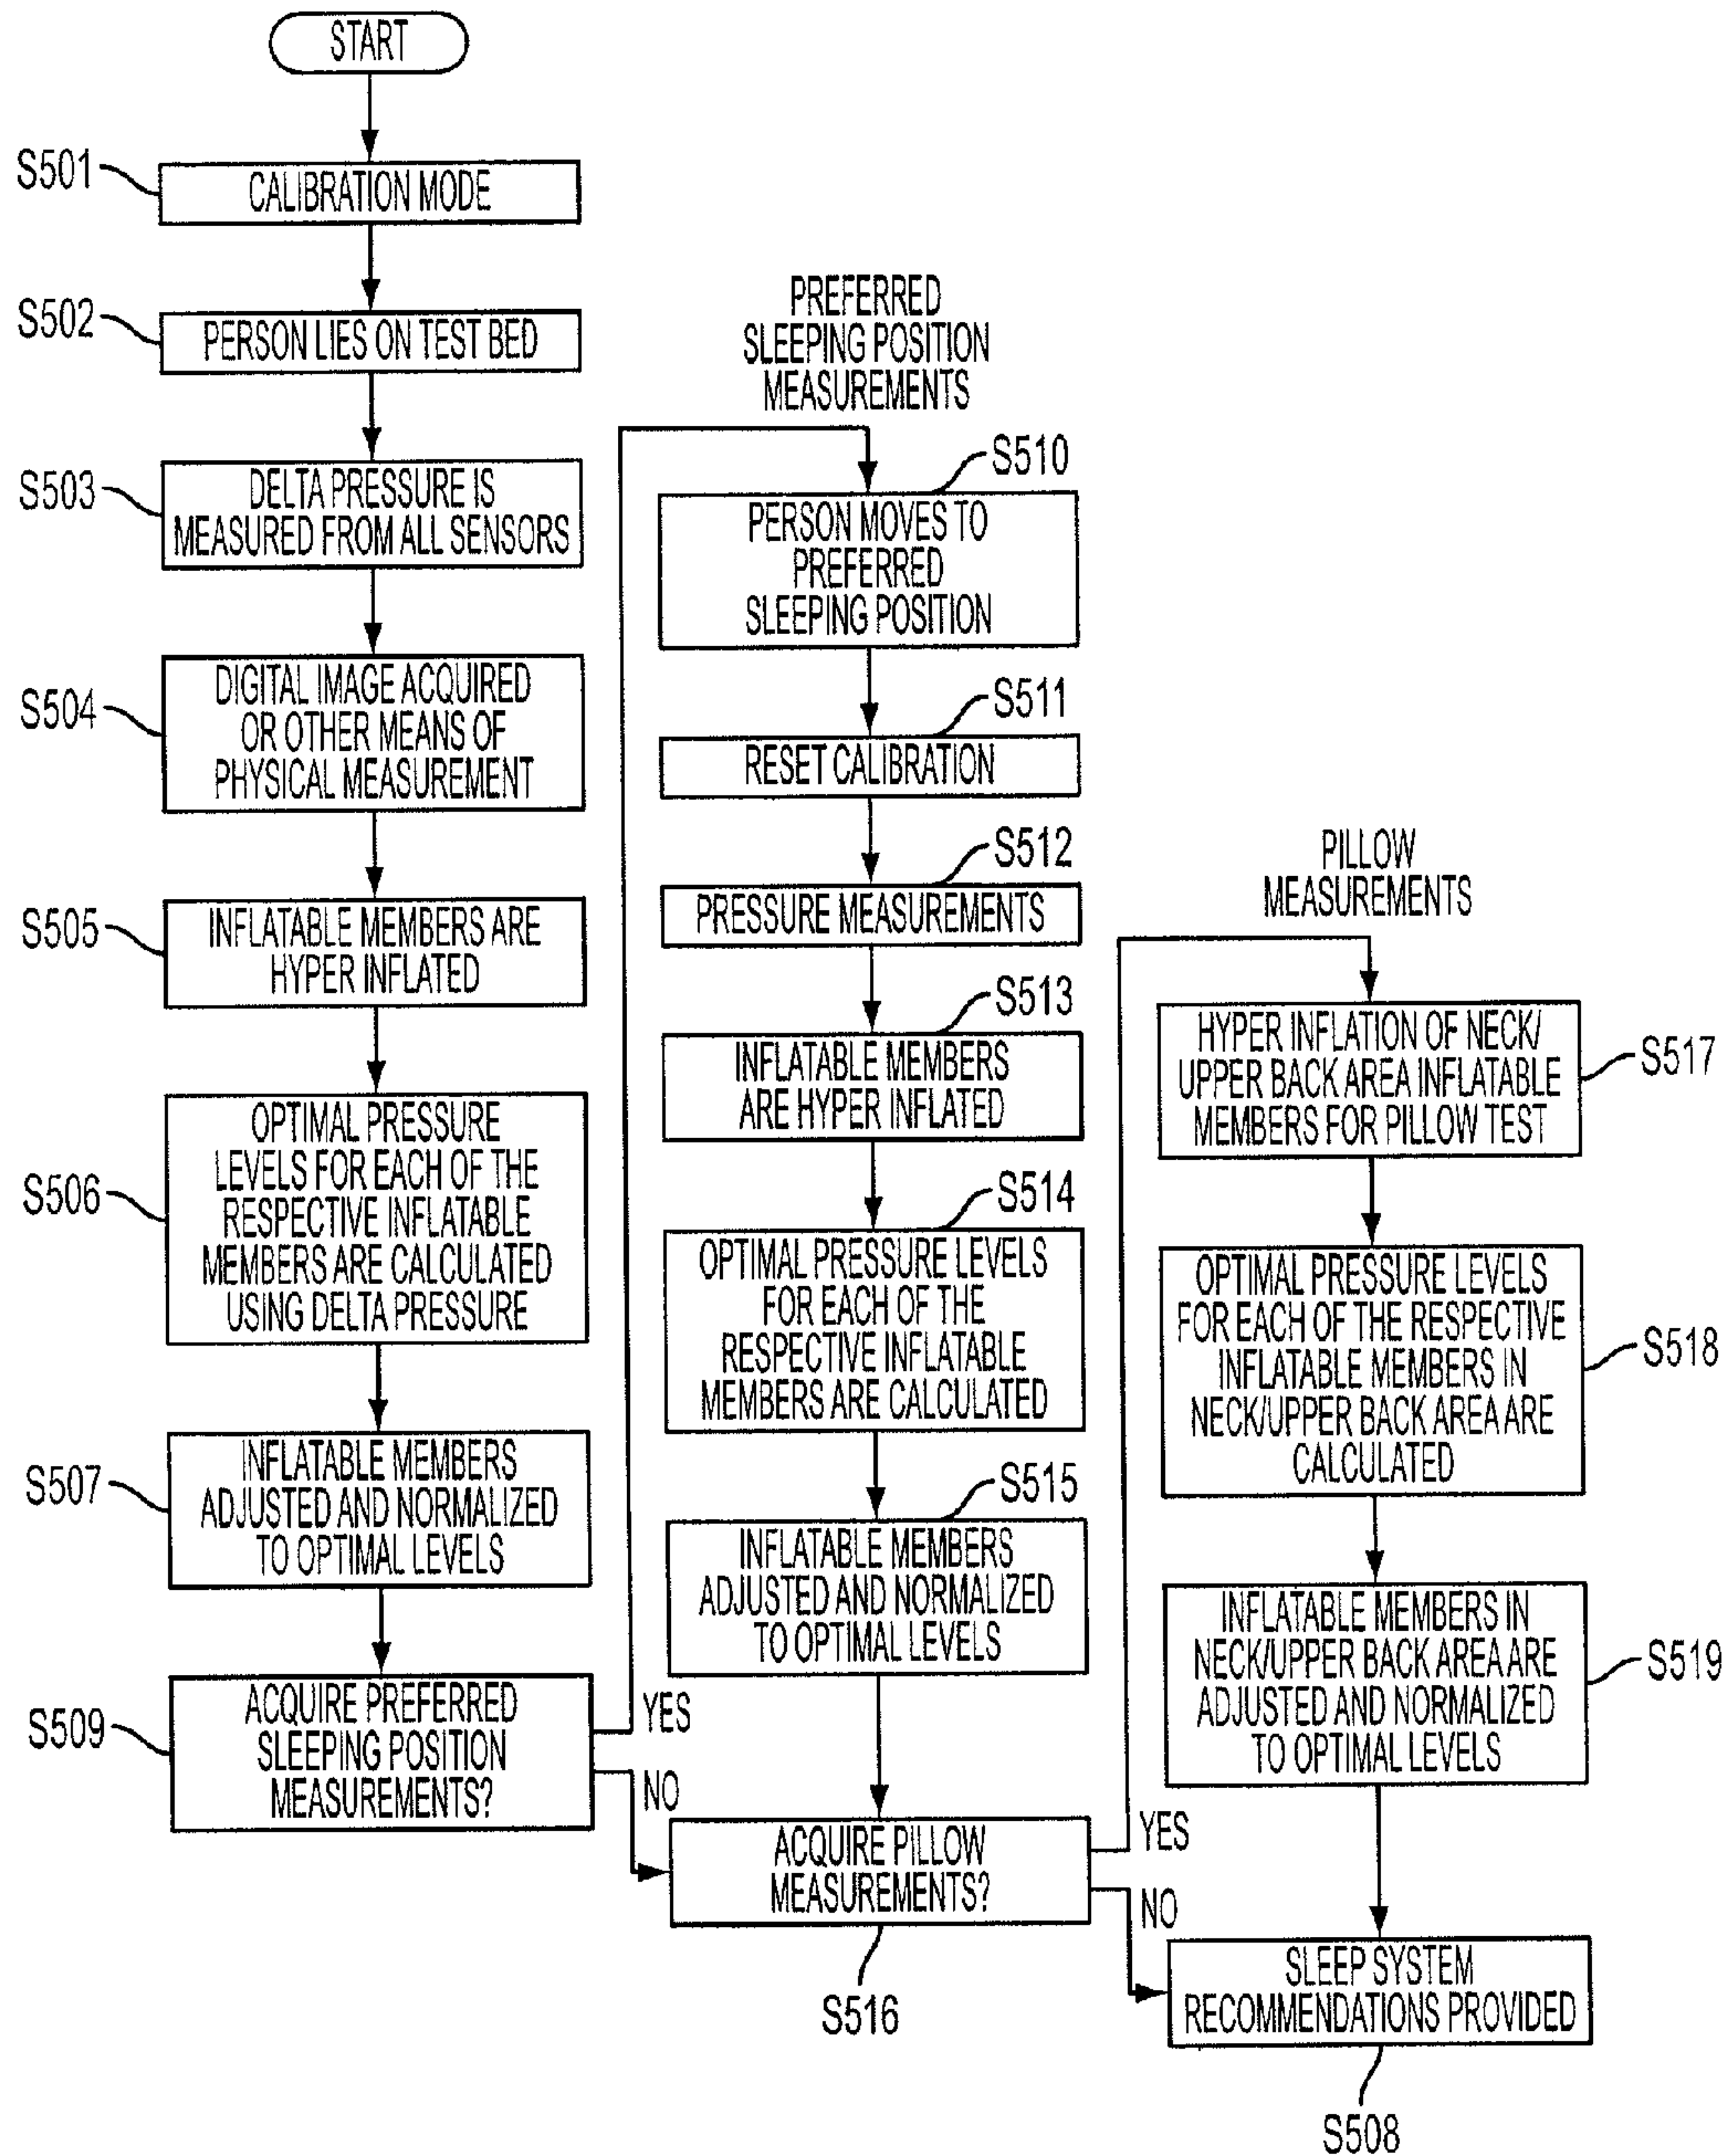 START
S501
CALIBRATION MODE
S502
PERSON LIES ON TEST BED
S503
DELTA PRESSURE IS
MEASURED FROM ALL SENSORS
S504
DIGITAL IMAGE ACQUIRED
OR OTHER MEANS OF
PHYSICAL MEASUREMENT
S505
INFLATABLE MEMBERS ARE
HYPER INFLATED
S506
OPTIMAL PRESSURE
LEVELS FOR EACH OF THE
RESPECTIVE INFLATABLE
MEMBERS ARE CALCULATED
USING DELTA PRESSURE
S507
INFLATABLE MEMBERS
ADJUSTED AND NORMALIZED
TO OPTIMAL LEVELS
S509
ACQUIRE PREFERRED
SLEEPING POSITION
MEASUREMENTS?
YES
NO
PREFERRED
SLEEPING POSITION
MEASUREMENTS
S510
PERSON MOVES TO
PREFERRED
SLEEPING POSITION
S511
RESET CALIBRATION
S512
PRESSURE MEASUREMENTS
S513
INFLATABLE MEMBERS
ARE HYPER INFLATED
S514
OPTIMAL PRESSURE LEVELS
FOR EACH OF THE
RESPECTIVE INFLATABLE
MEMBERS ARE CALCULATED
S515
INFLATABLE MEMBERS
ADJUSTED AND NORMALIZED
TO OPTIMAL LEVELS
ACQUIRE PILLOW
MEASUREMENTS?
S516
YES
NO
PILLOW
MEASUREMENTS
HYPER INFLATION OF NECK/
UPPER BACK AREA INFLATABLE
MEMBERS FOR PILLOW TEST
S517
OPTIMAL PRESSURE LEVELS
FOR EACH OF THE RESPECTIVE
INFLATABLE MEMBERS IN
NECK/UPPER BACK AREA ARE
CALCULATED
S518
INFLATABLE MEMBERS IN
NECK/UPPER BACK AREA ARE
ADJUSTED AND NORMALIZED
TO OPTIMAL LEVELS
S519
SLEEP SYSTEM
RECOMMENDATIONS PROVIDED
S508